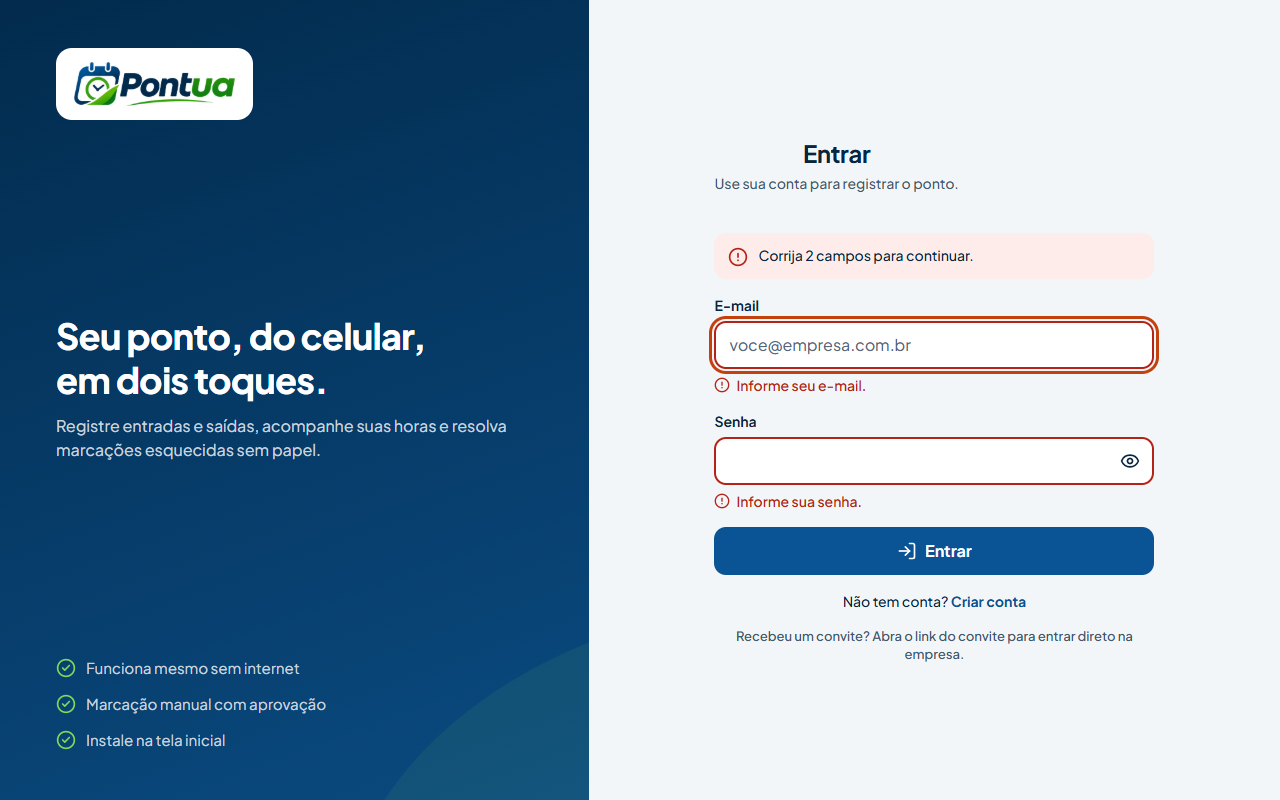 Pontua
Seu ponto, do celular,
em dois toques.
Registre entradas e saídas, acompanhe suas horas e resolva
marcações esquecidas sem papel.
Funciona mesmo sem internet
Marcação manual com aprovação
Instale na tela inicial
Entrar
Use sua conta para registrar o ponto.
Corrija 2 campos para continuar.
E-mail
voce@empresa.com.br
Informe seu e-mail.
Senha
Informe sua senha.
Entrar
Não tem conta? Criar conta
Recebeu um convite? Abra o link do convite para entrar direto na
empresa.